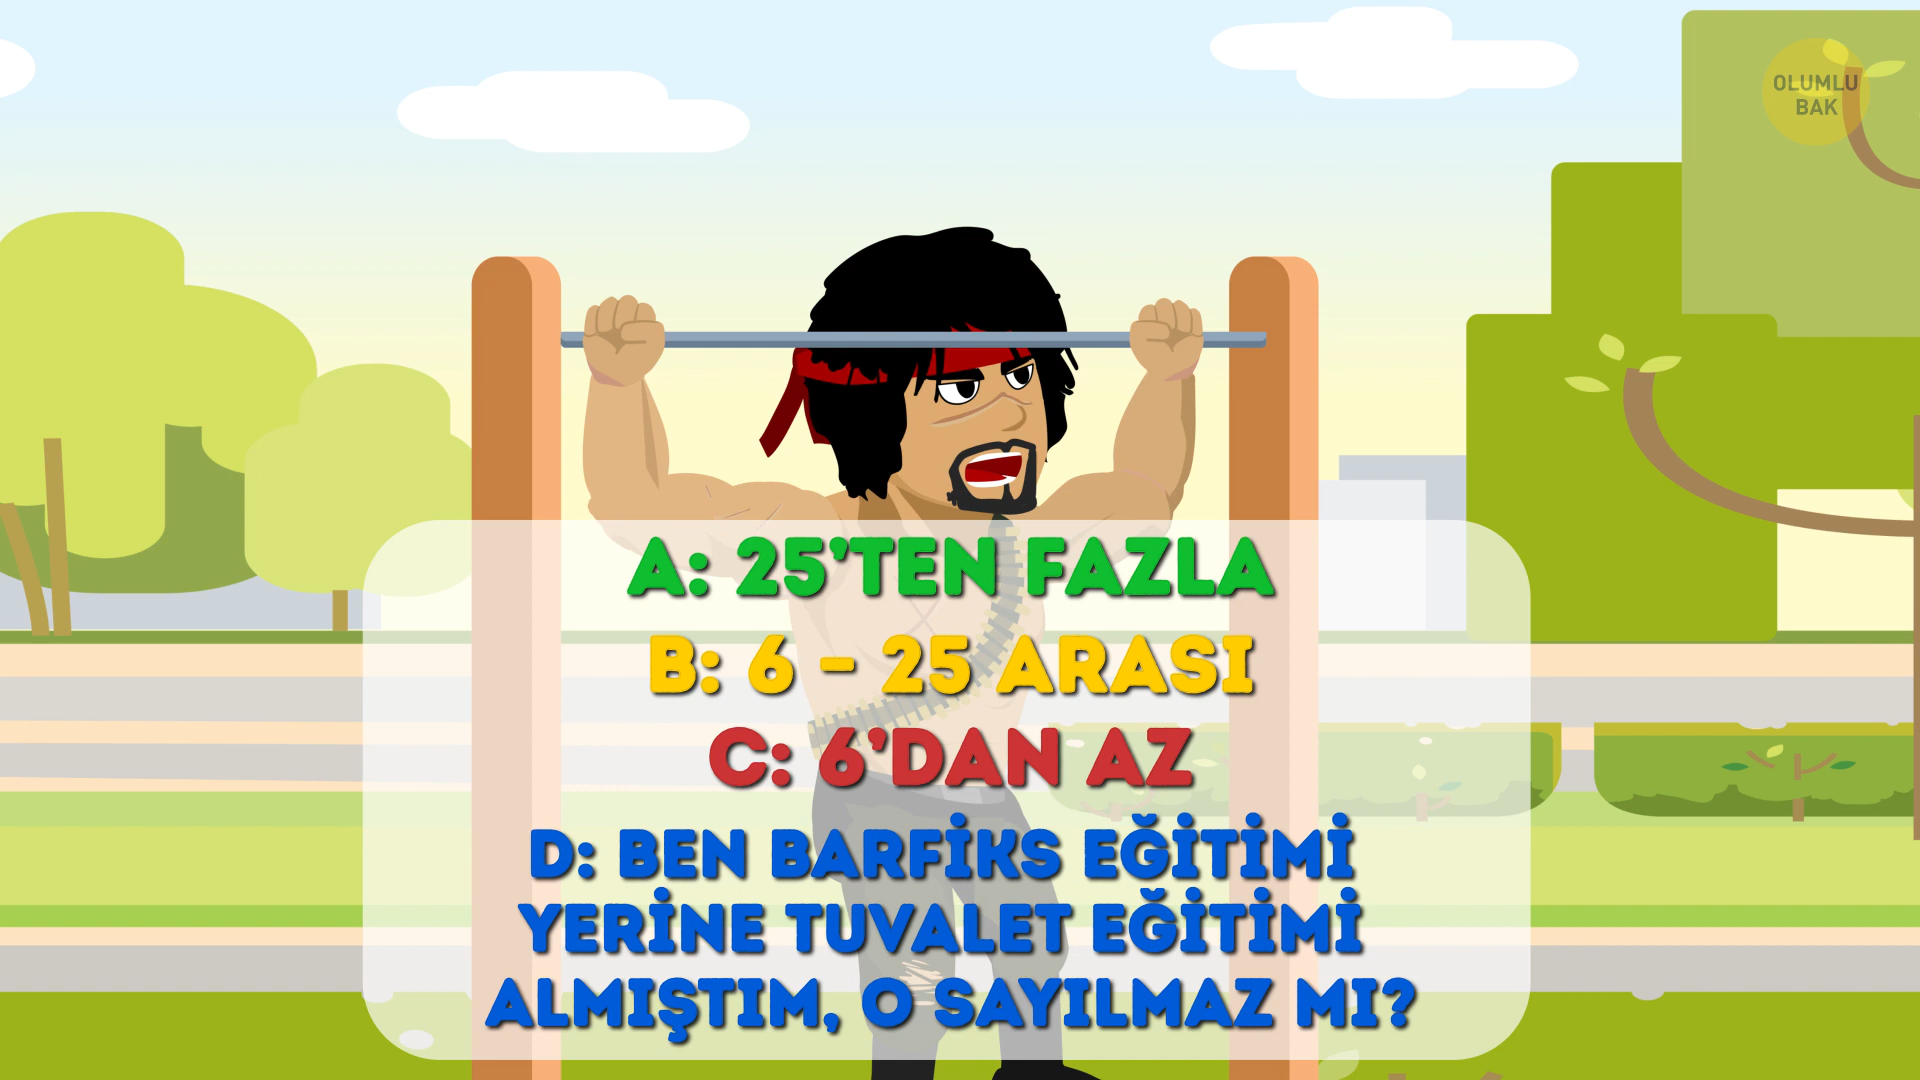 OLUMLU
BAK
A: 25'TEN FAZLA
B: 6 - 25 ARASI
C: 6'DAN AZ
D: BEN BARFİKS EĞİTİMİ
YERİNE TUVALET EĞİTİMİ
ALMIŞTIM, O SAYILMAZ MI?